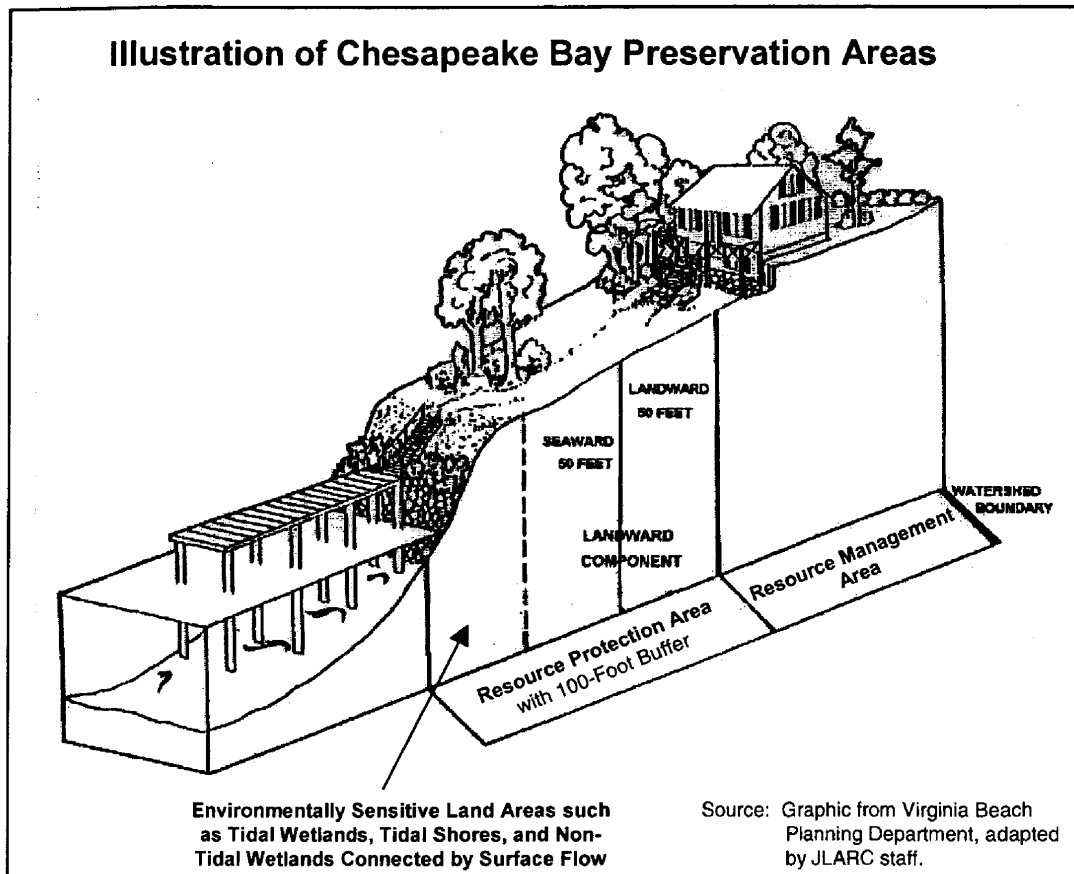 Illustration of Chesapeake Bay Preservation Areas
LANDWARD
50 FEET
SEAWARD
50 FEET
LANDWARD
COMPONENT
WATERSHED
BOUNDARY
Resource Management
Area
Resource Protection Area
with 100-Foot Buffer
Environmentally Sensitive Land Areas such
as Tidal Wetlands, Tidal Shores, and Non-
Tidal Wetlands Connected by Surface Flow
Source: Graphic from Virginia Beach
Planning Department, adapted
by JLARC staff.